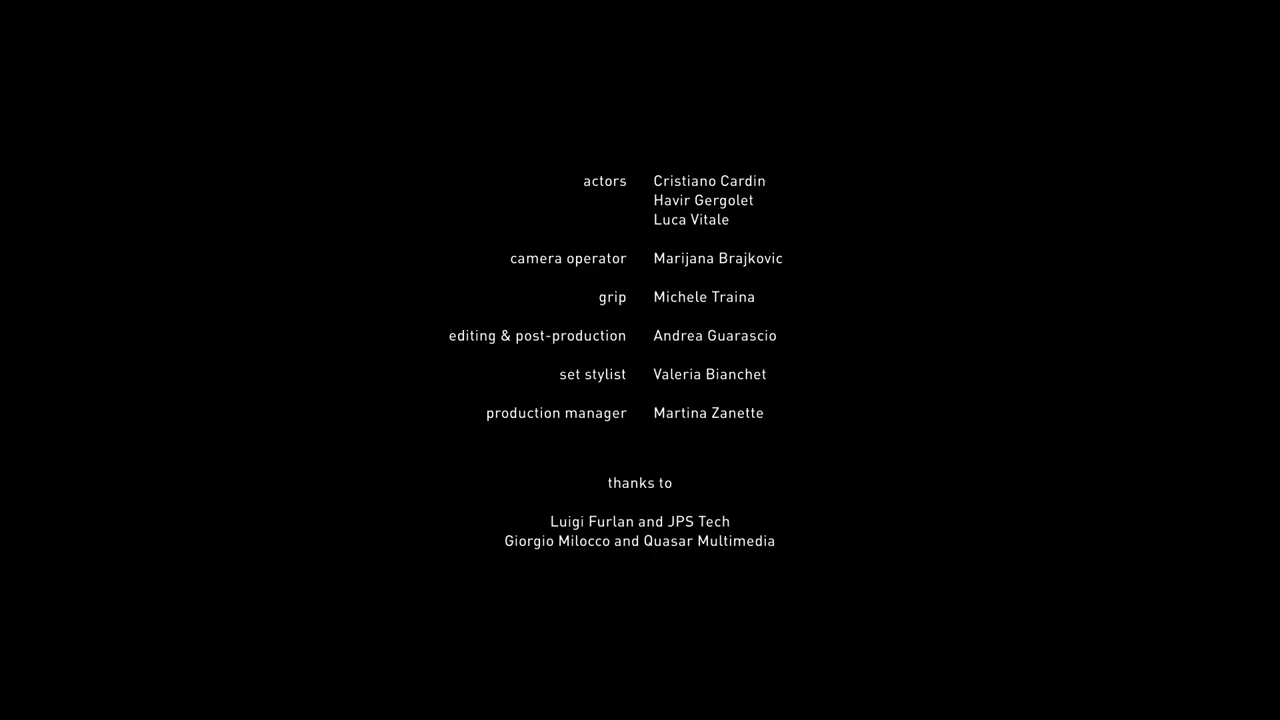 actors Cristiano Cardin
Havir Gergolet
Luca Vitale
camera operator Marijana Brajkovic
grip Michele Traina
editing & post-production Andrea Guarascio
set stylist Valeria Bianchet
production manager Martina Zanette
thanks to
Luigi Furlan and JPS Tech
Giorgio Milocco and Quasar Multimedia